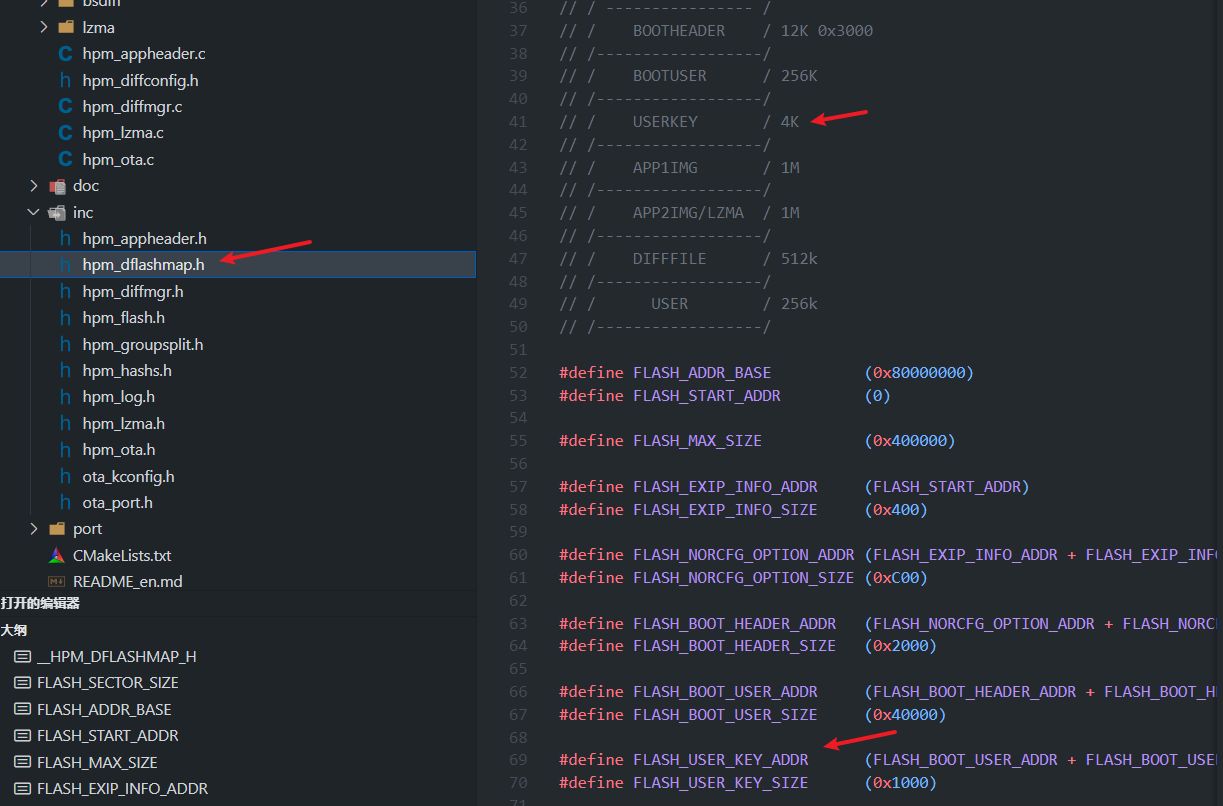 bsdiff
lzma
hpm_appheader.c
hpm_diffconfig.h
hpm_diffmgr.c
hpm_lzma.c
hpm_ota.c
doc
inc
hpm_appheader.h
hpm_dflashmap.h
hpm_diffmgr.h
hpm_flash.h
hpm_groupsplit.h
hpm_hashs.h
hpm_log.h
hpm_lzma.h
hpm_ota.h
ota_kconfig.h
ota_port.h
port
CMakeLists.txt
README_en.md
打开的编辑器
大纲
__HPM_DFLASHMAP_H
FLASH_SECTOR_SIZE
FLASH_ADDR_BASE
FLASH_START_ADDR
FLASH_MAX_SIZE
FLASH_EXIP_INFO_ADDR
36 // / ---------------- /
37 // /    BOOTHEADER    / 12K 0x3000
38 // /------------------/
39 // /    BOOTUSER      / 256K
40 // /------------------/
41 // /    USERKEY       / 4K
42 // /------------------/
43 // /    APP1IMG       / 1M
44 // /------------------/
45 // /    APP2IMG/LZMA  / 1M
46 // /------------------/
47 // /    DIFFFILE      / 512k
48 // /------------------/
49 // /      USER        / 256k
50 // /------------------/
51
52 #define FLASH_ADDR_BASE          (0x80000000)
53 #define FLASH_START_ADDR         (0)
54
55 #define FLASH_MAX_SIZE           (0x400000)
56
57 #define FLASH_EXIP_INFO_ADDR     (FLASH_START_ADDR)
58 #define FLASH_EXIP_INFO_SIZE     (0x400)
59
60 #define FLASH_NORCFG_OPTION_ADDR (FLASH_EXIP_INFO_ADDR + FLASH_EXIP_INFO
61 #define FLASH_NORCFG_OPTION_SIZE (0xC00)
62
63 #define FLASH_BOOT_HEADER_ADDR   (FLASH_NORCFG_OPTION_ADDR + FLASH_NORC
64 #define FLASH_BOOT_HEADER_SIZE   (0x2000)
65
66 #define FLASH_BOOT_USER_ADDR     (FLASH_BOOT_HEADER_ADDR + FLASH_BOOT_H
67 #define FLASH_BOOT_USER_SIZE     (0x40000)
68
69 #define FLASH_USER_KEY_ADDR      (FLASH_BOOT_USER_ADDR + FLASH_BOOT_USE
70 #define FLASH_USER_KEY_SIZE      (0x1000)
71